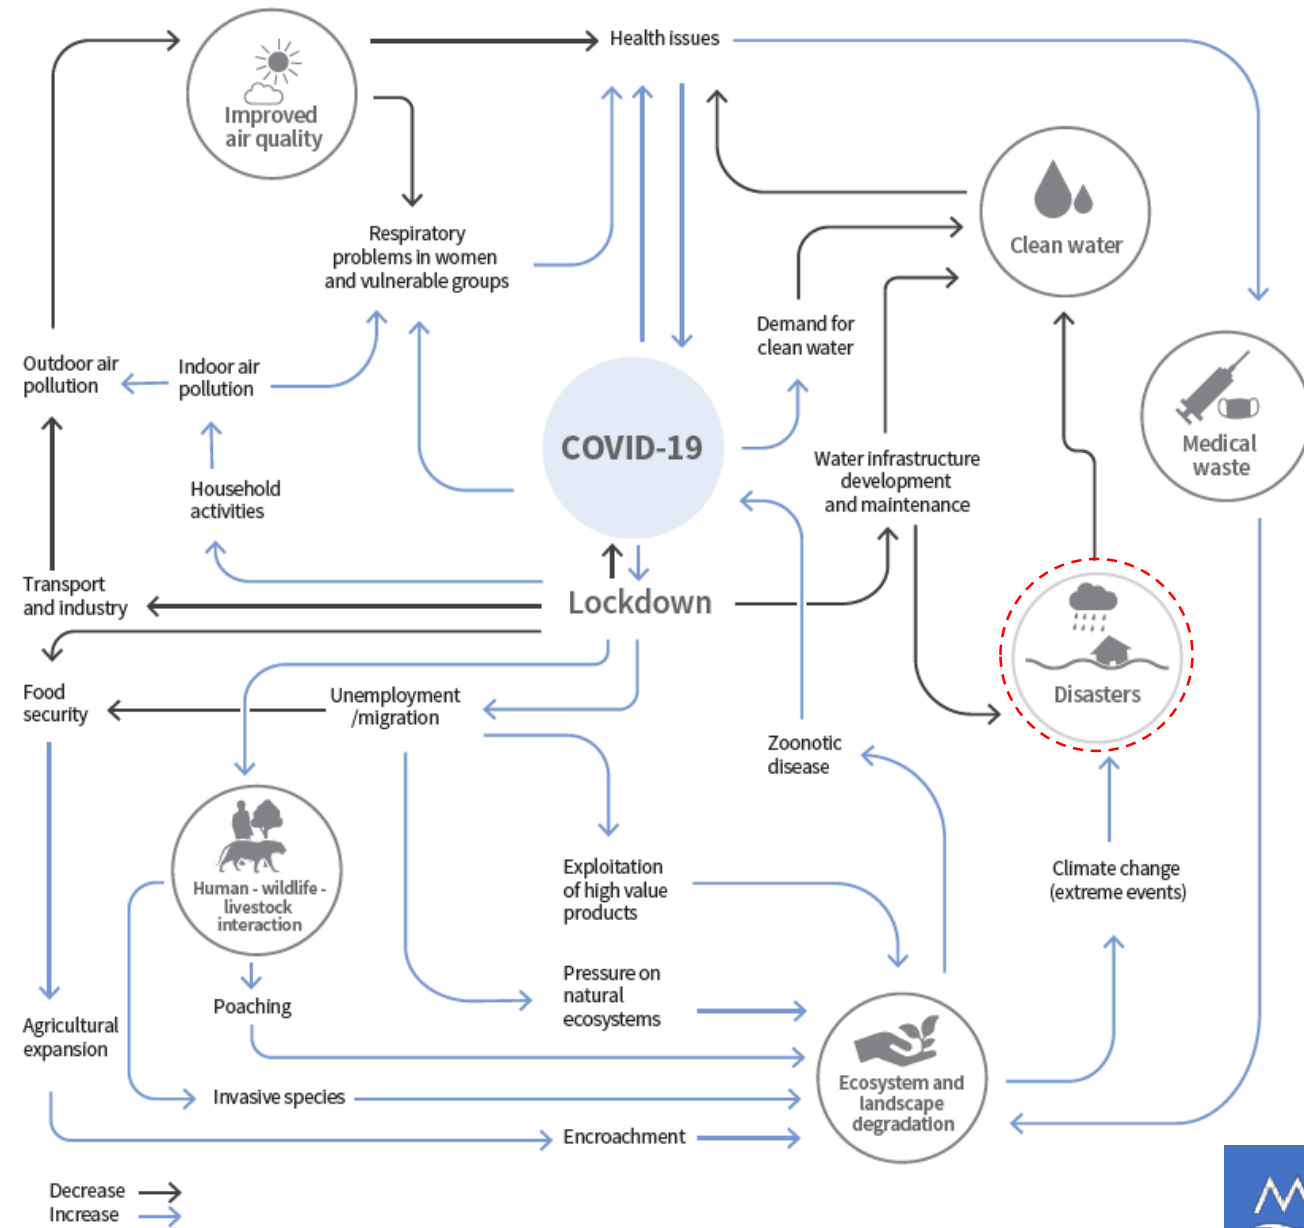 Improved
air quality
Health issues
Clean water
Respiratory
problems in women
and vulnerable groups
Demand for
clean water
Outdoor air
pollution
Indoor air
pollution
Medical
waste
COVID-19
Water infrastructure
development
and maintenance
Household
activities
Transport
and industry
Lockdown
Disasters
Food
security
Unemployment
/migration
Zoonotic
disease
Human - wildlife -
livestock
interaction
Exploitation
of high value
products
Climate change
(extreme events)
Pressure on
natural
ecosystems
Poaching
Agricultural
expansion
Ecosystem and
landscape
degradation
Invasive species
Encroachment
Decrease
Increase